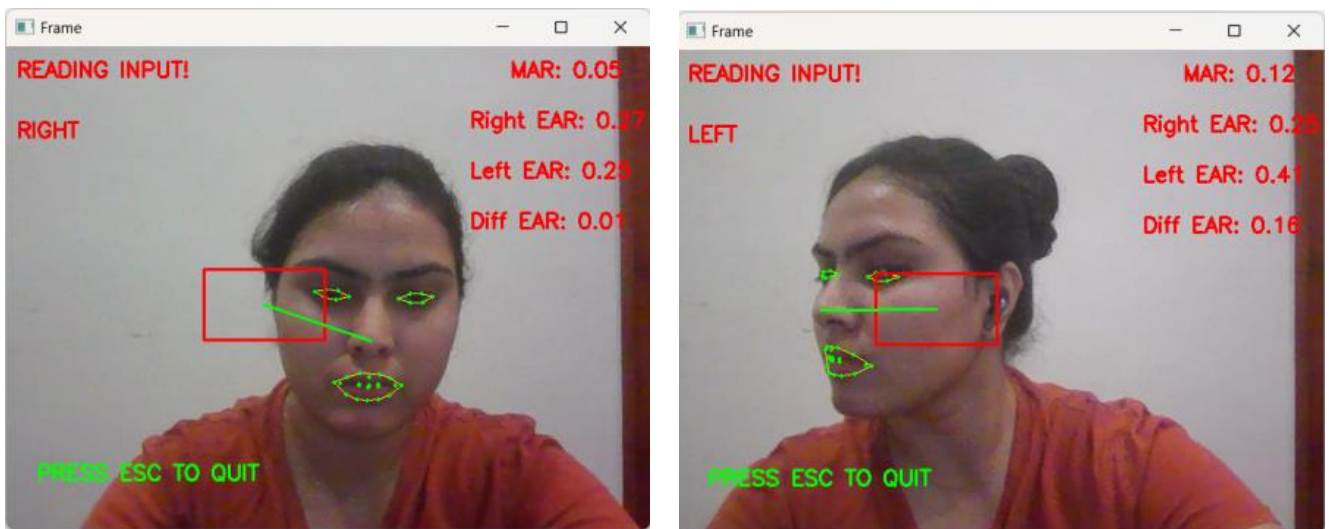 Frame
READING INPUT!
MAR: 0.05
RIGHT
Right EAR: 0.27
Left EAR: 0.25
Diff EAR: 0.01
PRESS ESC TO QUIT
Frame
READING INPUT!
MAR: 0.12
LEFT
Right EAR: 0.25
Left EAR: 0.41
Diff EAR: 0.16
PRESS ESC TO QUIT